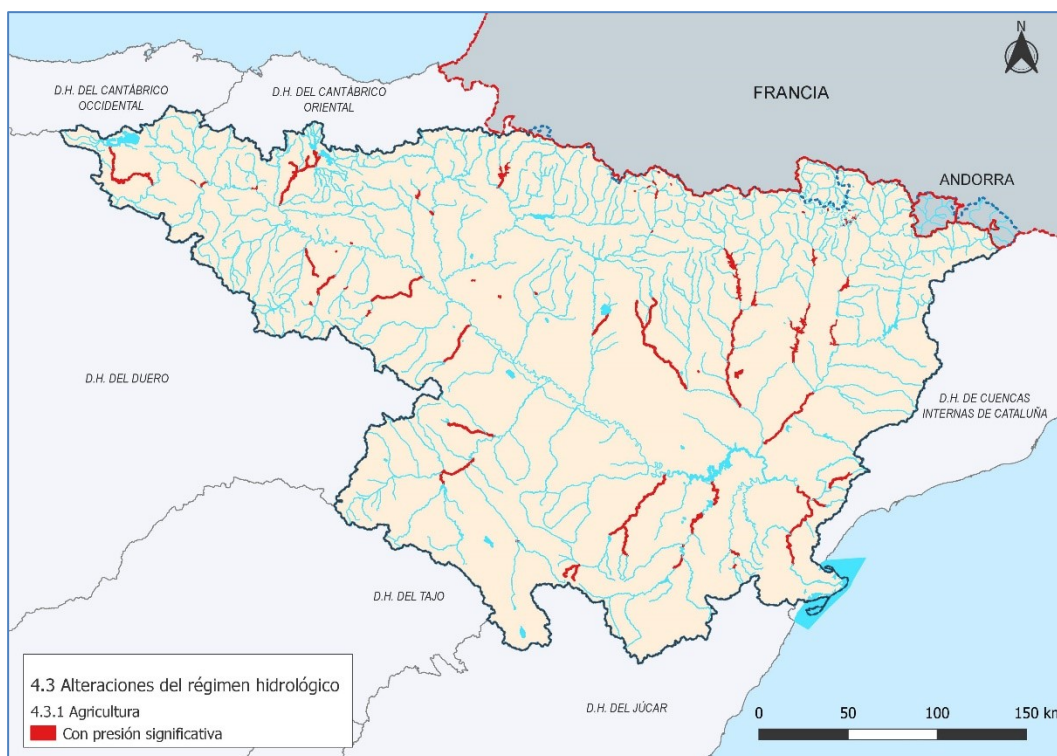 N
D.H. DEL CANTÁBRICO
OCCIDENTAL
D.H. DEL CANTÁBRICO
ORIENTAL
FRANCIA
ANDORRA
D.H. DEL DUERO
D.H. DE CUENCAS
INTERNAS DE CATALUÑA
D.H. DEL TAJO
D.H. DEL JÚCAR
4.3 Alteraciones del régimen hidrológico
4.3.1 Agricultura
Con presión significativa
0 50 100 150 km